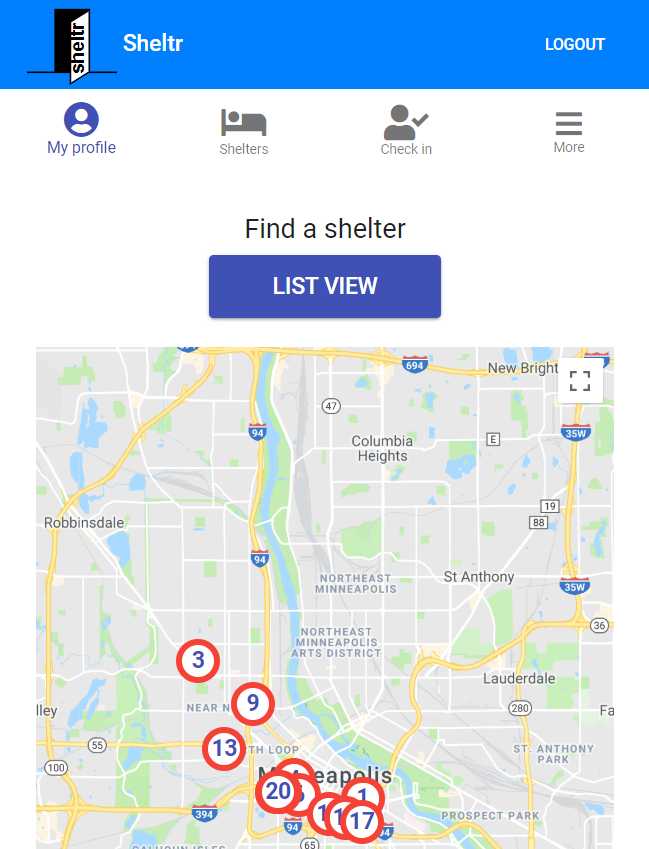 sheltr
Sheltr
LOGOUT
My profile
Shelters
Check in
More
Find a shelter
LIST VIEW
694
New Bright
47
94
Columbia
Heights
E
35W
19
88
Robbinsdale
94
NORTHEAST
MINNEAPOLIS
St Anthony
35W
36
NORTHEAST
MINNEAPOLIS
ARTS DISTRICT
3
Lauderdale
9
NEAR N
280
lley
Fa
13
TH LOOP
55
100
ST. ANTHONY
PARK
eapolis
20
1
17
394
94
94
PROSPECT PARK
65
CALHOUN ISLES